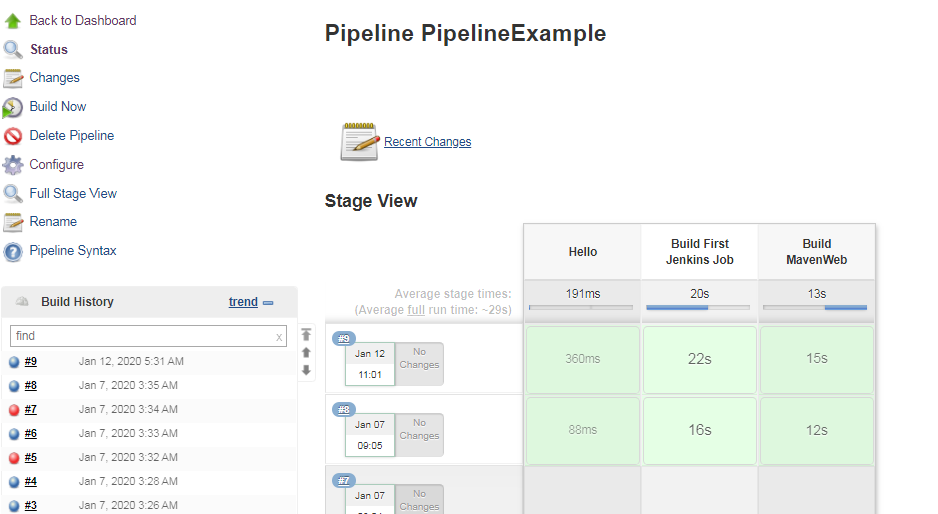 Back to Dashboard
Status
Changes
Build Now
Delete Pipeline
Configure
Full Stage View
Rename
Pipeline Syntax
Build History
trend
find
x
#9 Jan 12, 2020 5:31 AM
#8 Jan 7, 2020 3:35 AM
#7 Jan 7, 2020 3:34 AM
#6 Jan 7, 2020 3:33 AM
#5 Jan 7, 2020 3:32 AM
#4 Jan 7, 2020 3:28 AM
#3 Jan 7, 2020 3:26 AM
Pipeline PipelineExample
Recent Changes
Stage View
Hello
Build First
Jenkins Job
Build
MavenWeb
Average stage times:
(Average full run time: ~29s)
191ms
20s
13s
#9
Jan 12
11:01
No
Changes
360ms
22s
15s
#8
Jan 07
09:05
No
Changes
88ms
16s
12s
#7
Jan 07
No
Changes